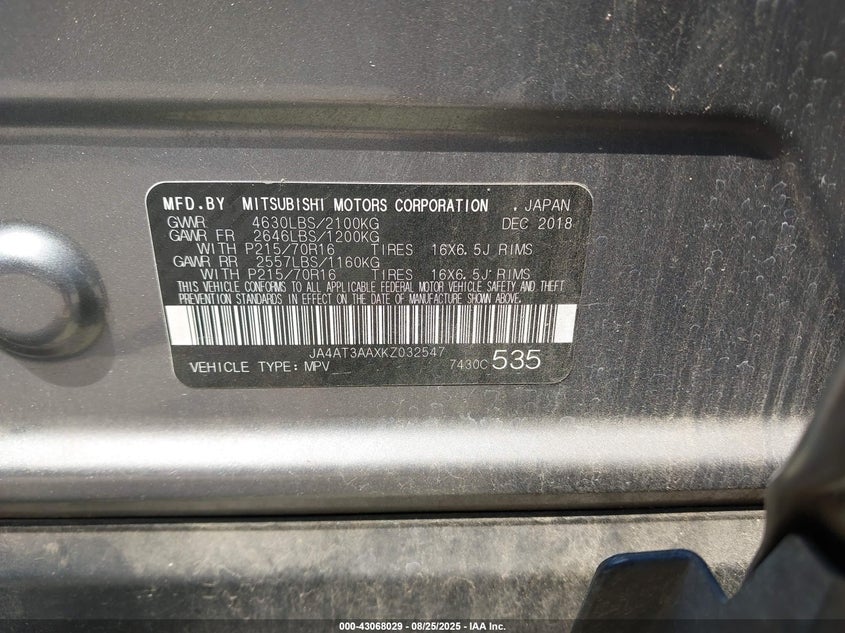 MFD.BY MITSUBISHI MOTORS CORPORATION . JAPAN
GVWR 4630LBS/2100KG DEC 2018
GAWR FR 2646LBS/1200KG
WITH P215/70R16 TIRES 16X6.5J RIMS
GAWR RR 2557LBS/1160KG
WITH P215/70R16 TIRES 16X6.5J RIMS
THIS VEHICLE CONFORMS TO ALL APPLICABLE FEDERAL MOTOR VEHICLE SAFETY AND THEFT
PREVENTION STANDARDS IN EFFECT ON THE DATE OF MANUFACTURE SHOWN ABOVE.
JA4AT3AAXKZ032547
VEHICLE TYPE: MPV__ 7430C 535
000-43068029 - 08/25/2025 - IAA Inc.